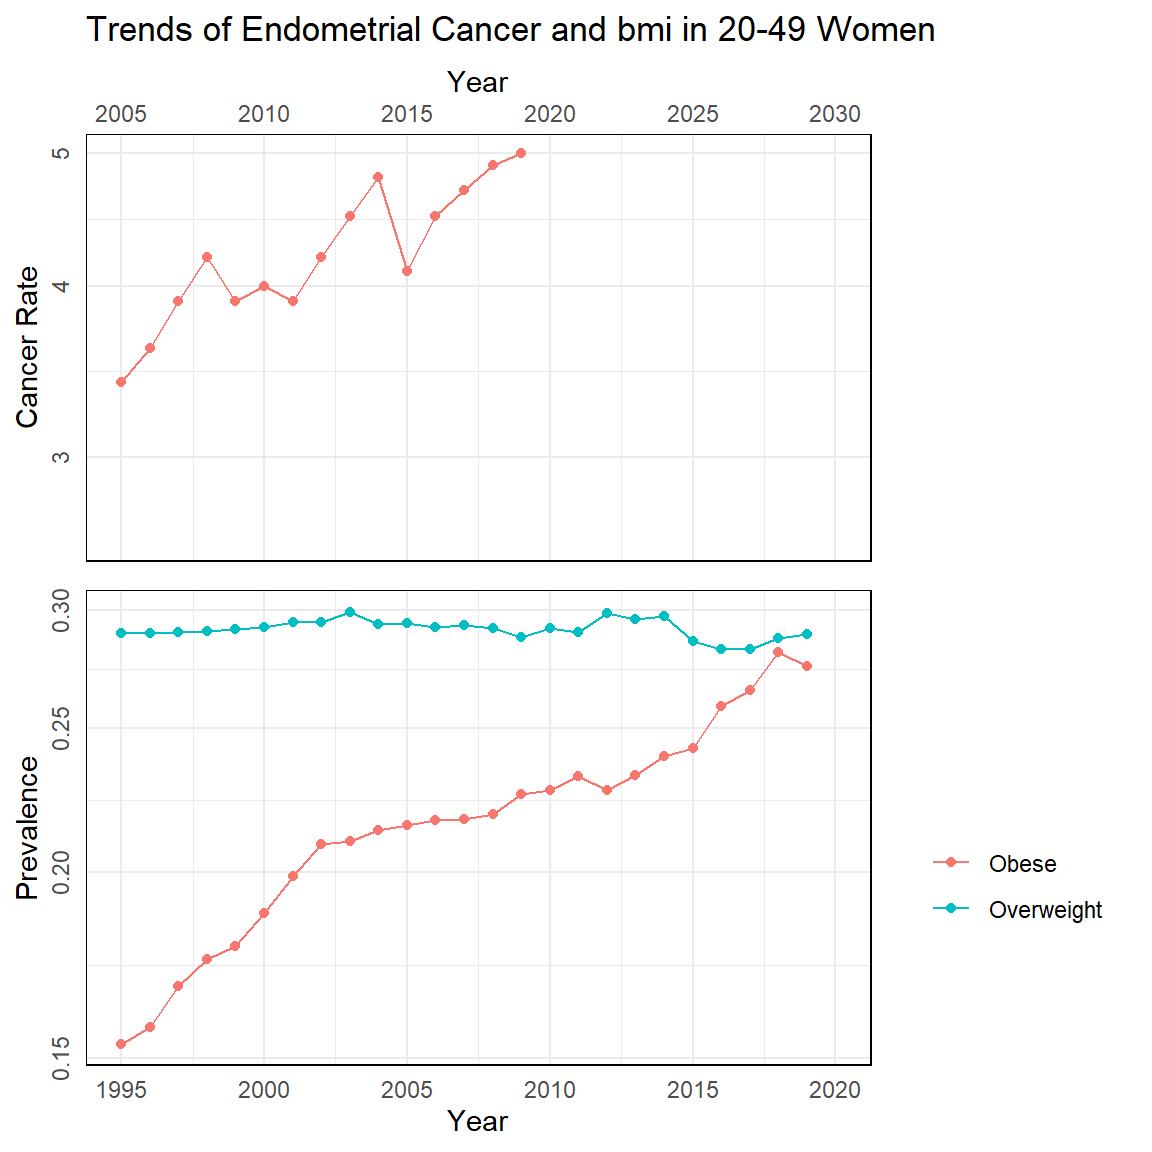 Trends of Endometrial Cancer and bmi in 20-49 Women
Year
2005 2010 2015 2020 2025 2030
5
4
3
Cancer Rate
0.30
0.25
0.20
0.15
Prevalence
Obese
Overweight
1995 2000 2005 2010 2015 2020
Year